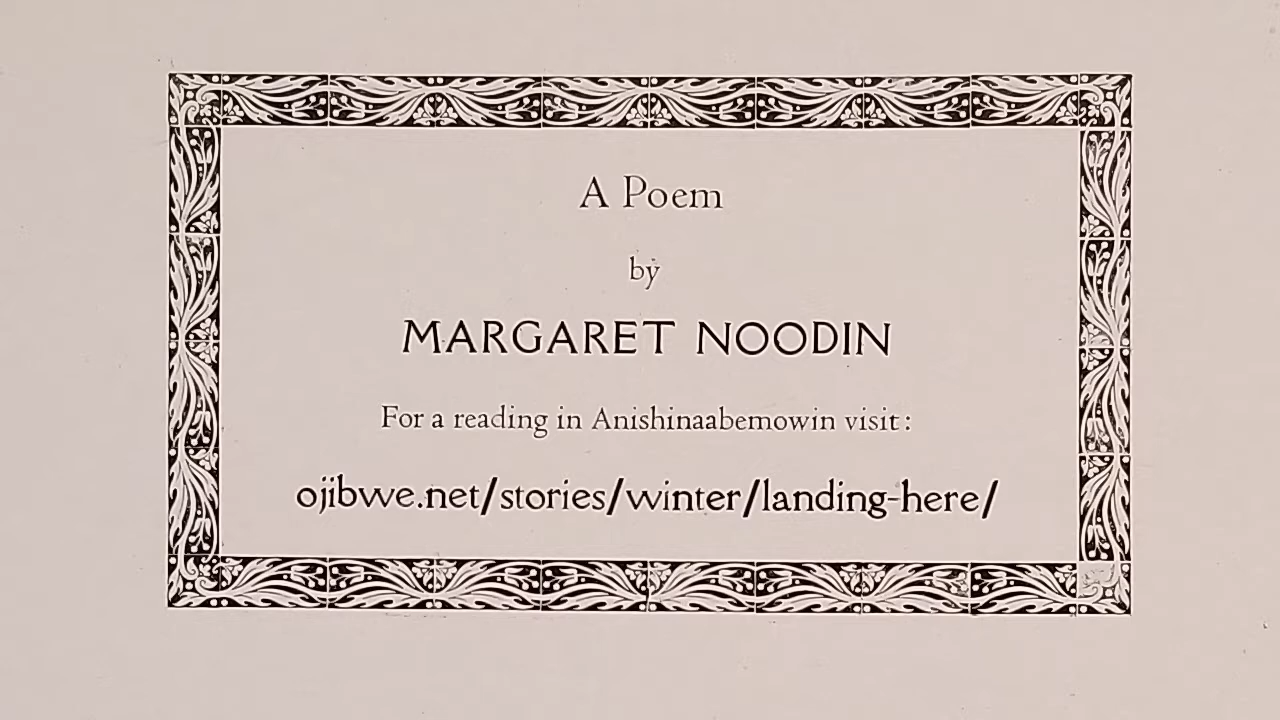 A Poem
by
MARGARET NOODIN
For a reading in Anishinaabemowin visit:
ojibwe.net/stories/winter/landing-here/